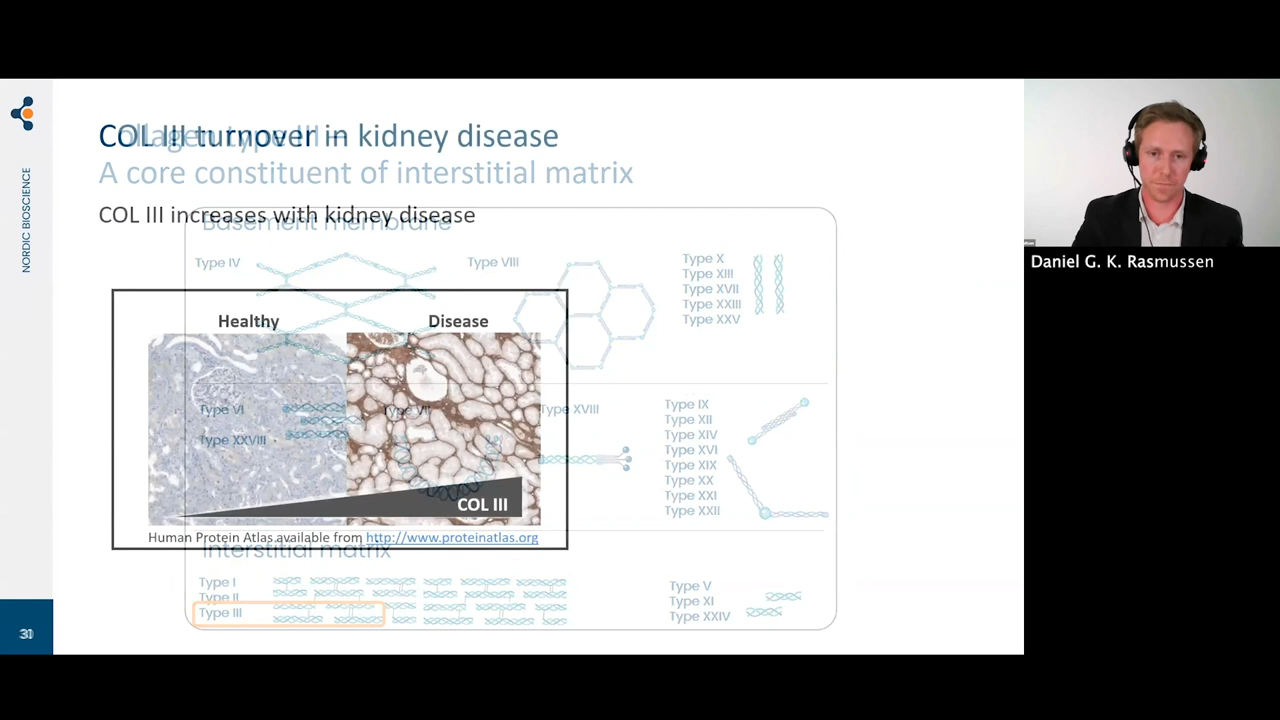 COL III turnover in kidney disease
Collagen type III –
A core constituent of interstitial matrix
COL III increases with kidney disease
Basement membrane
Type IV
Type VIII
Type X
Type XIII
Type XVII
Type XXIII
Type XXV
Healthy
Disease
Type VI
Type XXVIII
Type VII
Type XVIII
Type IX
Type XII
Type XIV
Type XVI
Type XIX
Type XX
Type XXI
Type XXII
COL III
Human Protein Atlas available from http://www.proteinatlas.org
Interstitial matrix
Type I
Type II
Type III
Type V
Type XI
Type XXIV
NORDIC BIOSCIENCE
Daniel G. K. Rasmussen